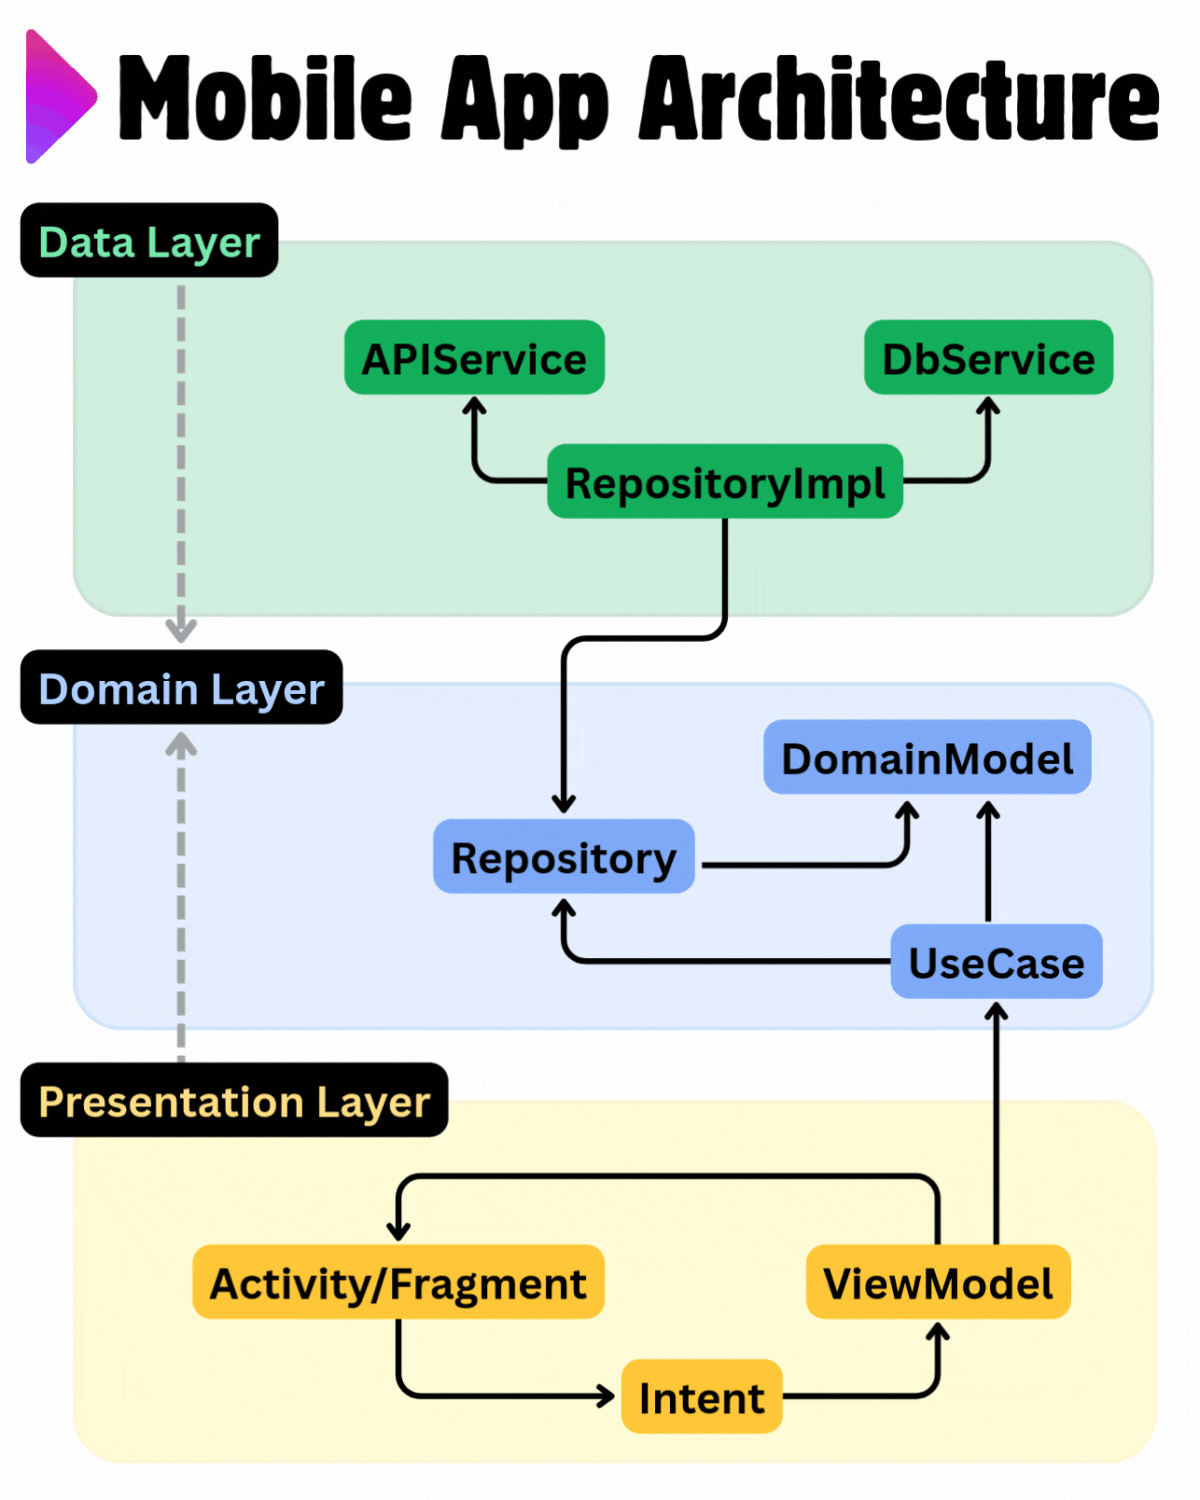 Mobile App Architecture
Data Layer
APIService
DbService
RepositoryImpl
Domain Layer
DomainModel
Repository
UseCase
Presentation Layer
Activity/Fragment
ViewModel
Intent